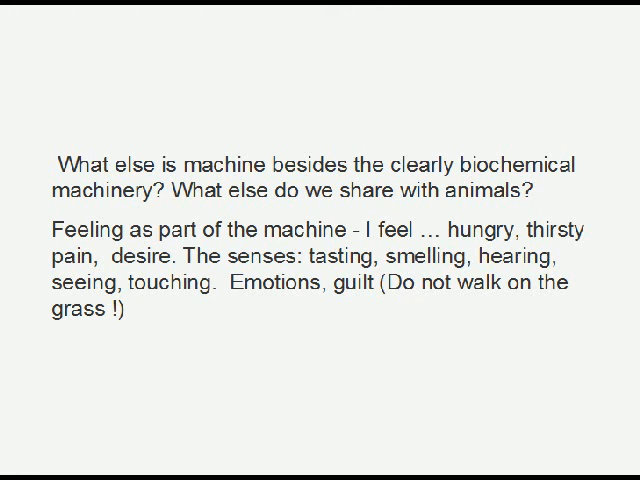 What else is machine besides the clearly biochemical
machinery? What else do we share with animals?
Feeling as part of the machine - I feel … hungry, thirsty
pain,  desire. The senses: tasting, smelling, hearing,
seeing, touching.  Emotions, guilt (Do not walk on the
grass !)